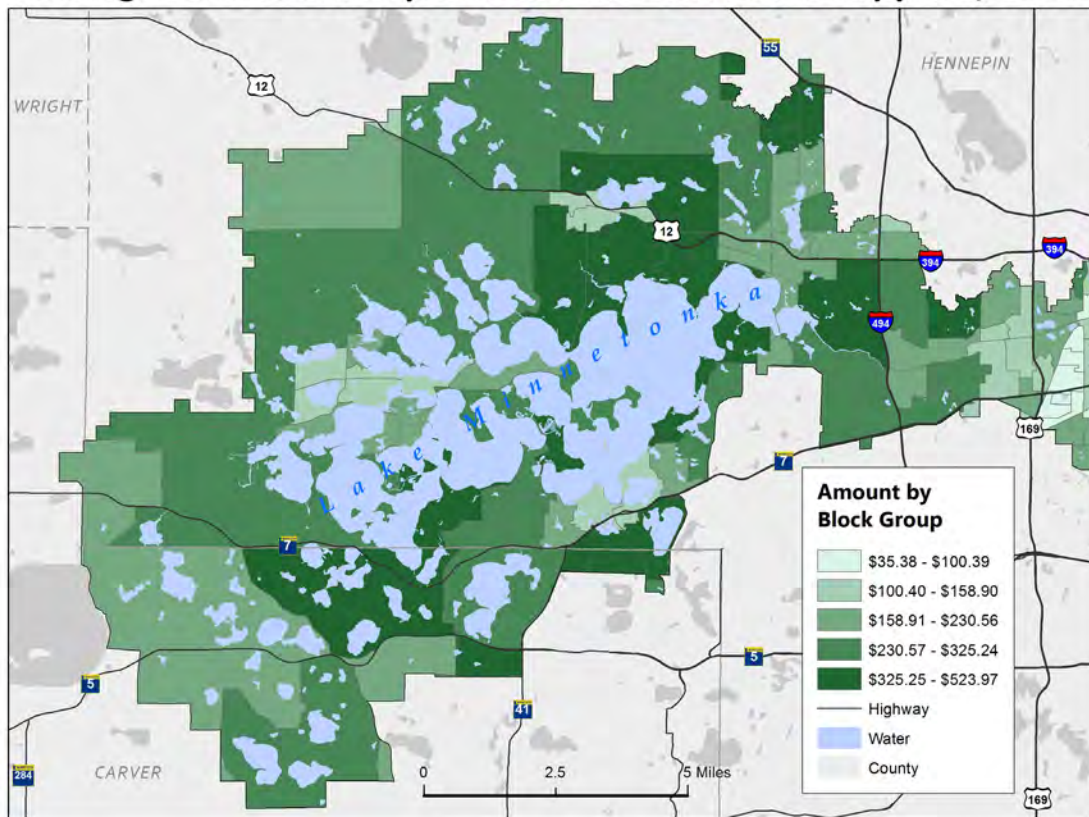 55
HENNEPIN
12
WRIGHT
12
394
394
494
Lake Minnetonka
169
7
7
Amount by
Block Group
$35.38 - $100.39
$100.40 - $158.90
$158.91 - $230.56
$230.57 - $325.24
$325.25 - $523.97
Highway
Water
County
5
5
41
284
CARVER
0 2.5 5 Miles
169